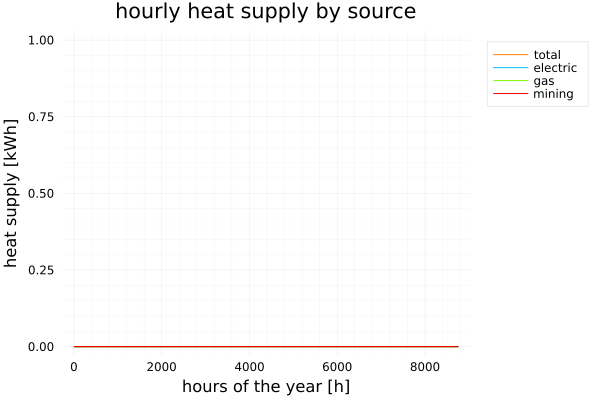 hourly heat supply by source
1.00
0.75
0.50
0.25
0.00
heat supply [kWh]
0 2000 4000 6000 8000
hours of the year [h]
total
electric
gas
mining